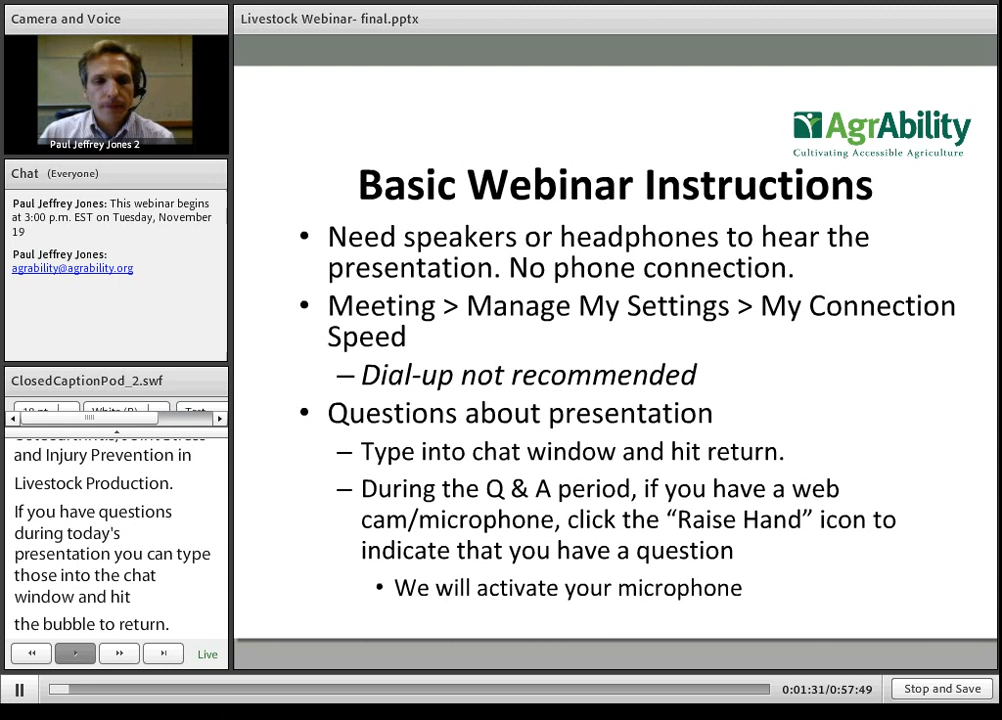 Camera and Voice
Paul Jeffrey Jones 2
Chat (Everyone)
Paul Jeffrey Jones: This webinar begins
at 3:00 p.m. EST on Tuesday, November
19
Paul Jeffrey Jones:
agrability@agrability.org
ClosedCaptionPod_2.swf
and Injury Prevention in
Livestock Production.
If you have questions
during today's
presentation you can type
those into the chat
window and hit
the bubble to return.
Live
Livestock Webinar- final.pptx
AgrAbility
Cultivating Accessible Agriculture
Basic Webinar Instructions
• Need speakers or headphones to hear the
presentation. No phone connection.
• Meeting > Manage My Settings > My Connection
Speed
– Dial-up not recommended
• Questions about presentation
– Type into chat window and hit return.
– During the Q & A period, if you have a web
cam/microphone, click the “Raise Hand” icon to
indicate that you have a question
• We will activate your microphone
0:01:31/0:57:49
Stop and Save